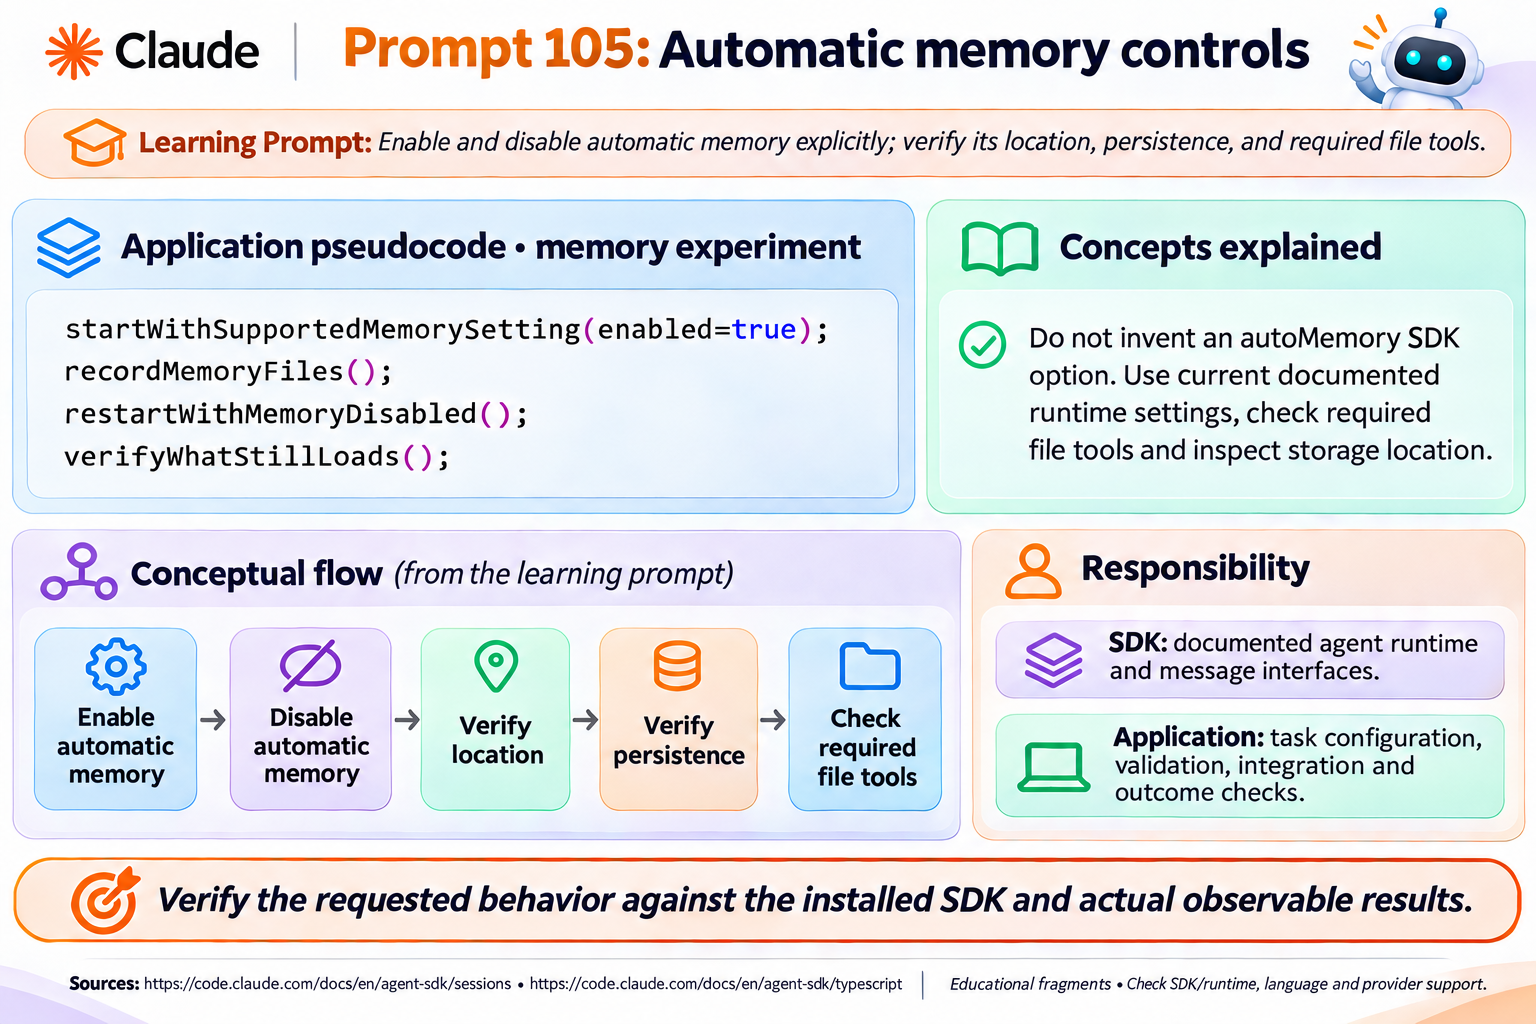 Claude
Prompt 105: Automatic memory controls
Learning Prompt: Enable and disable automatic memory explicitly; verify its location, persistence, and required file tools.
Application pseudocode • memory experiment
startWithSupportedMemorySetting(enabled=true);
recordMemoryFiles();
restartWithMemoryDisabled();
verifyWhatStillLoads();
Concepts explained
Do not invent an autoMemory SDK
option. Use current documented
runtime settings, check required
file tools and inspect storage location.
Conceptual flow (from the learning prompt)
Enable
automatic
memory
Disable
automatic
memory
Verify
location
Verify
persistence
Check
required
file tools
Responsibility
SDK: documented agent runtime
and message interfaces.
Application: task configuration,
validation, integration and
outcome checks.
Verify the requested behavior against the installed SDK and actual observable results.
Sources: https://code.claude.com/docs/en/agent-sdk/sessions • https://code.claude.com/docs/en/agent-sdk/typescript
Educational fragments • Check SDK/runtime, language and provider support.